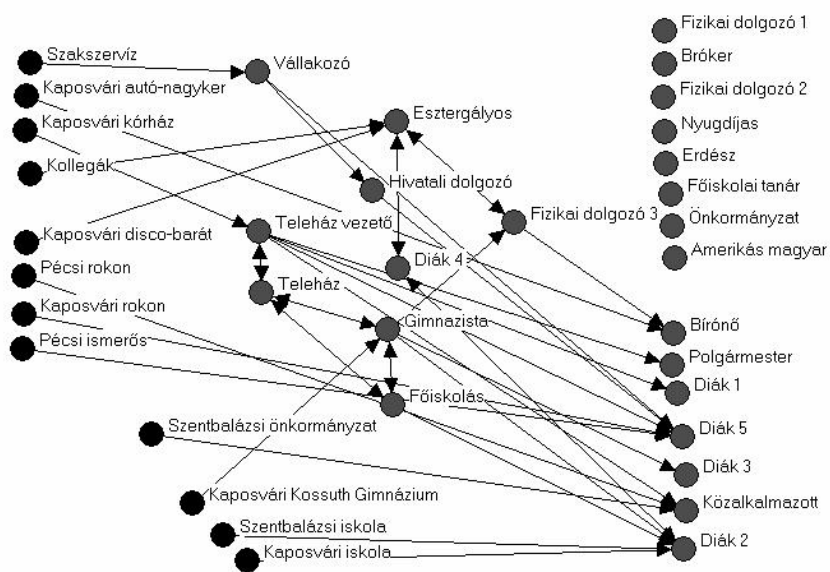 Fizikai dolgozó 1
Szakszervíz
Vállakozó
Bróker
Kaposvári autó-nagyker
Fizikai dolgozó 2
Kaposvári kórház
Esztergályos
Nyugdíjas
Kollegák
Erdész
Hivatali dolgozó
Főiskolai tanár
Kaposvári disco-barát
Teleház vezető
Fizikai dolgozó 3
Önkormányzat
Amerikás magyar
Pécsi rokon
Teleház
Diák 4
Kaposvári rokon
Gimnazista
Bírónő
Pécsi ismerős
Polgármester
Diák 1
Főiskolás
Szentbalázsi önkormányzat
Diák 5
Diák 3
Kaposvári Kossuth Gimnázium
Közalkalmazott
Szentbalázsi iskola
Diák 2
Kaposvári iskola